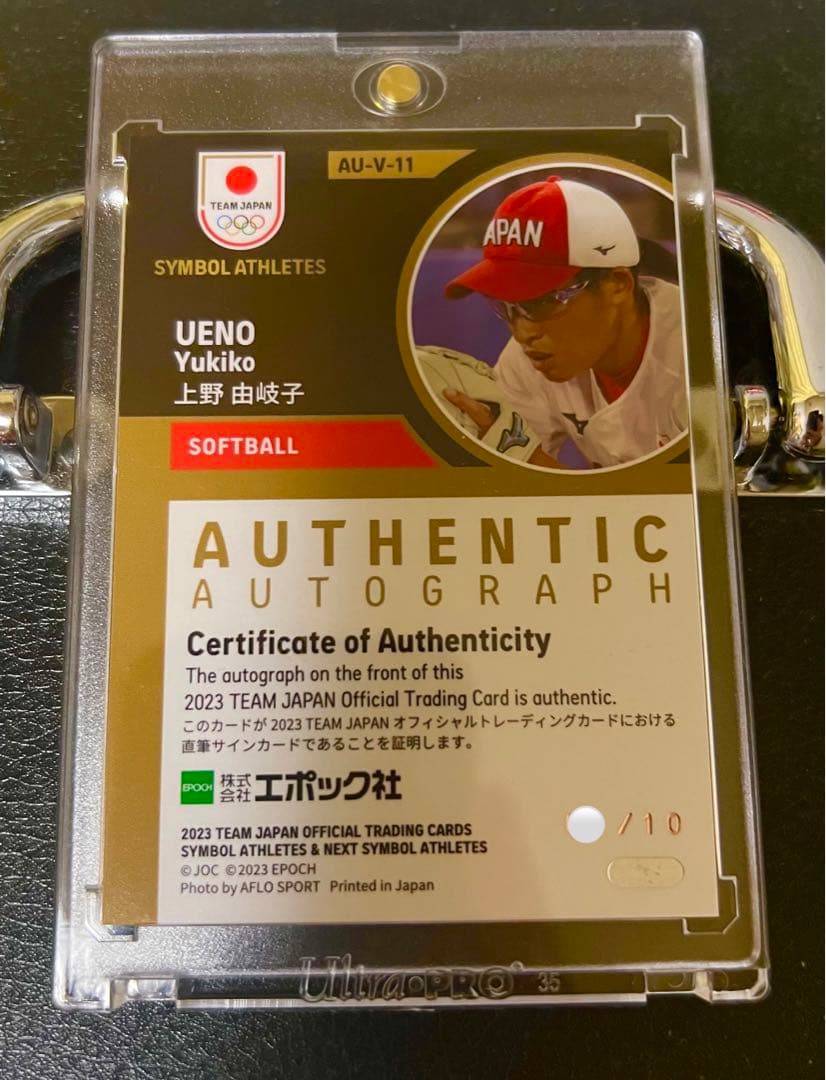 AU-V-11
TEAM JAPAN
SYMBOL ATHLETES
JAPAN
UENO
Yukiko
上野 由岐子
SOFTBALL
AUTHENTIC
AUTOGRAPH
Certificate of Authenticity
The autograph on the front of this
2023 TEAM JAPAN Official Trading Card is authentic.
このカードが 2023 TEAM JAPAN オフィシャルトレーディングカードにおける
直筆サインカードであることを証明します。
EPOCH 株式会社 エポック社
/10
2023 TEAM JAPAN OFFICIAL TRADING CARDS
SYMBOL ATHLETES & NEXT SYMBOL ATHLETES
©JOC ©2023 EPOCH
Photo by AFLO SPORT Printed in Japan
Ultra•PRO® 35